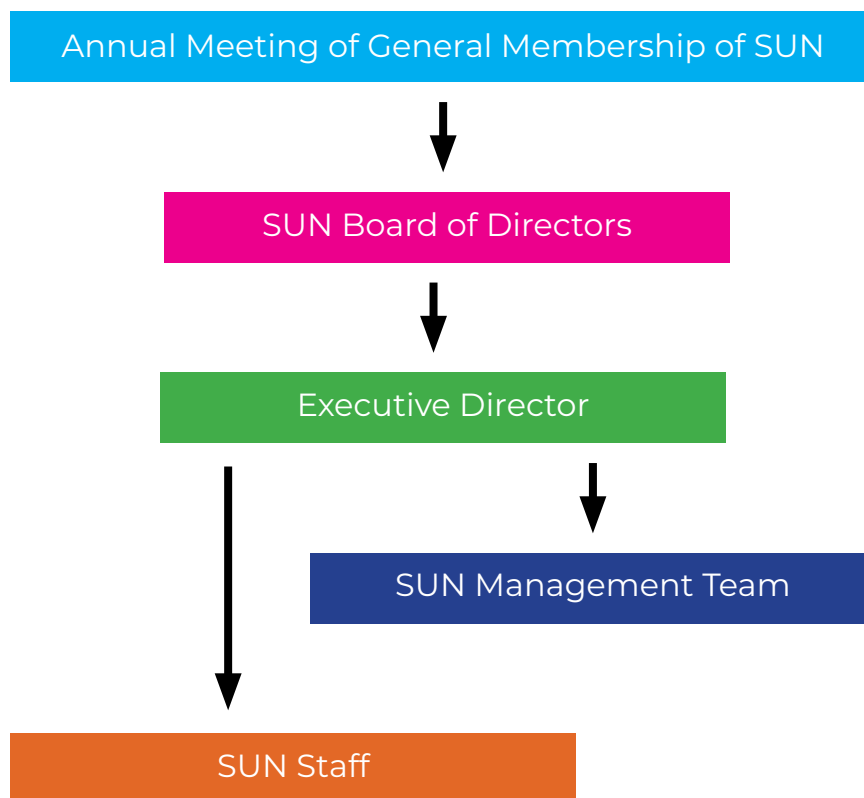 Annual Meeting of General Membership of SUN
SUN Board of Directors
Executive Director
SUN Management Team
SUN Staff